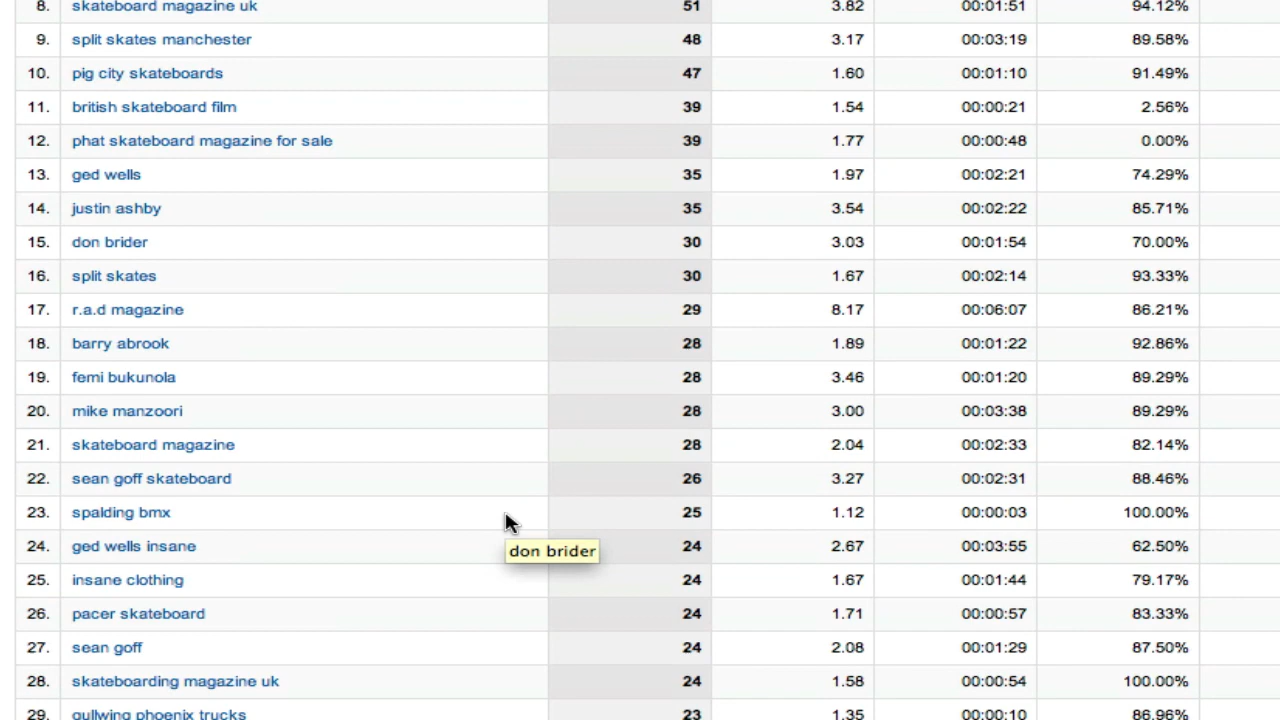 8. skateboard magazine uk 51 3.82 00:01:51 94.12%
9. split skates manchester 48 3.17 00:03:19 89.58%
10. pig city skateboards 47 1.60 00:01:10 91.49%
11. british skateboard film 39 1.54 00:00:21 2.56%
12. phat skateboard magazine for sale 39 1.77 00:00:48 0.00%
13. ged wells 35 1.97 00:02:21 74.29%
14. justin ashby 35 3.54 00:02:22 85.71%
15. don brider 30 3.03 00:01:54 70.00%
16. split skates 30 1.67 00:02:14 93.33%
17. r.a.d magazine 29 8.17 00:06:07 86.21%
18. barry abrook 28 1.89 00:01:22 92.86%
19. femi bukunola 28 3.46 00:01:20 89.29%
20. mike manzoori 28 3.00 00:03:38 89.29%
21. skateboard magazine 28 2.04 00:02:33 82.14%
22. sean goff skateboard 26 3.27 00:02:31 88.46%
23. spalding bmx 25 1.12 00:00:03 100.00%
24. ged wells insane 24 2.67 00:03:55 62.50%
don brider
25. insane clothing 24 1.67 00:01:44 79.17%
26. pacer skateboard 24 1.71 00:00:57 83.33%
27. sean goff 24 2.08 00:01:29 87.50%
28. skateboarding magazine uk 24 1.58 00:00:54 100.00%
29. gullwing phoenix trucks 23 1.35 00:00:10 86.96%